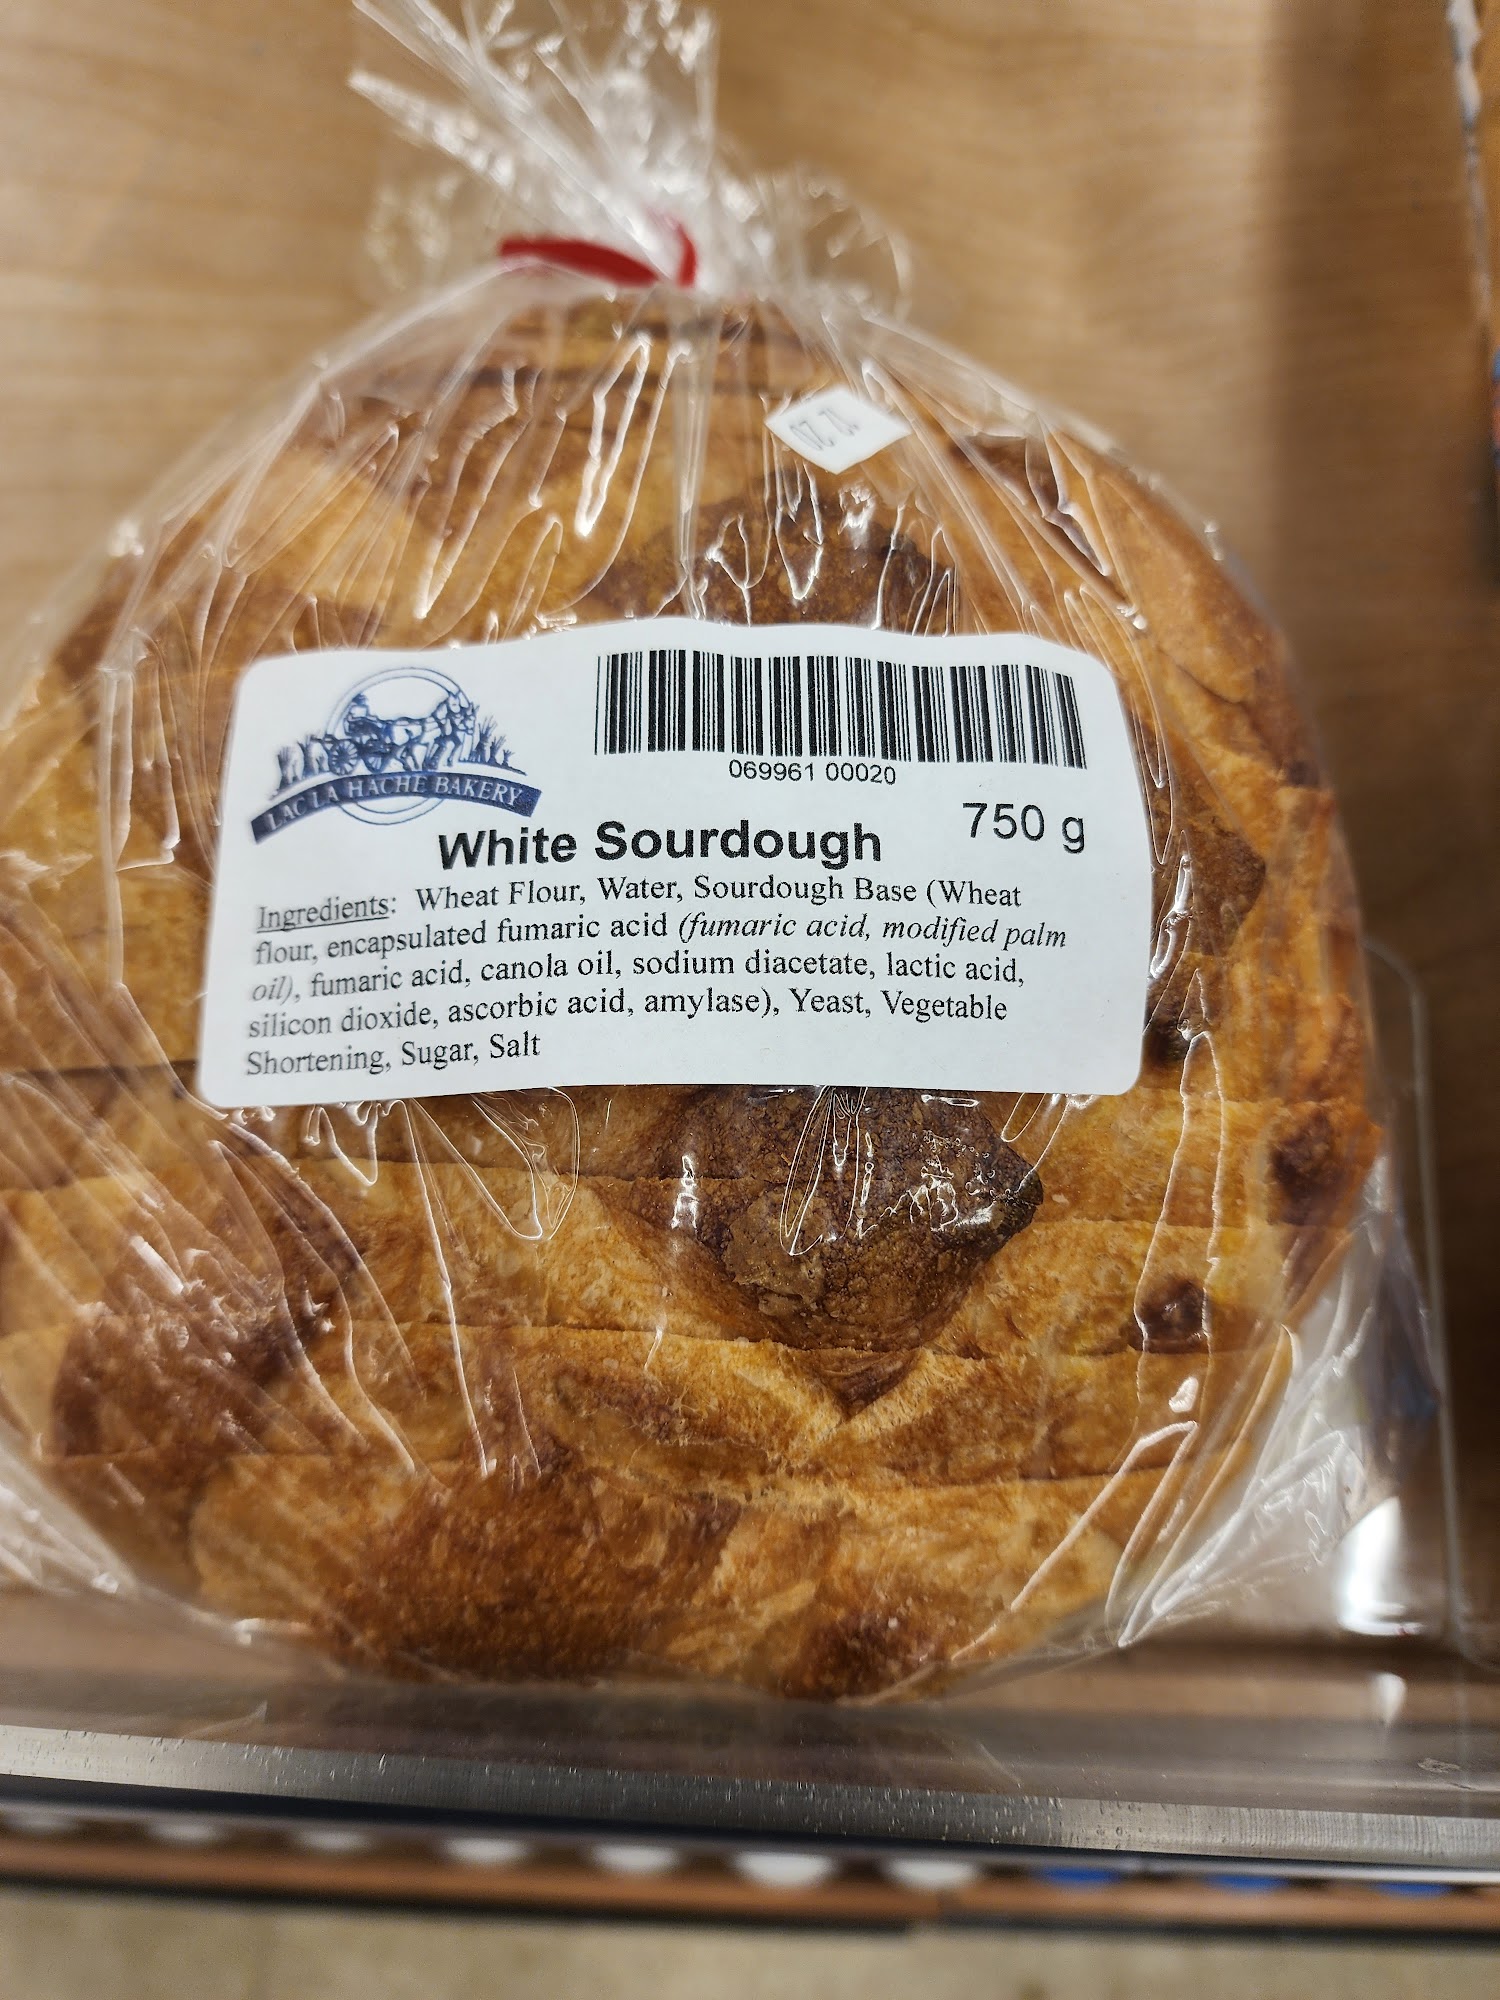 12 20
LAC LA HACHE BAKERY
069961 00020
White Sourdough
750 g
Ingredients: Wheat Flour, Water, Sourdough Base (Wheat
flour, encapsulated fumaric acid (fumaric acid, modified palm
oil), fumaric acid, canola oil, sodium diacetate, lactic acid,
silicon dioxide, ascorbic acid, amylase), Yeast, Vegetable
Shortening, Sugar, Salt